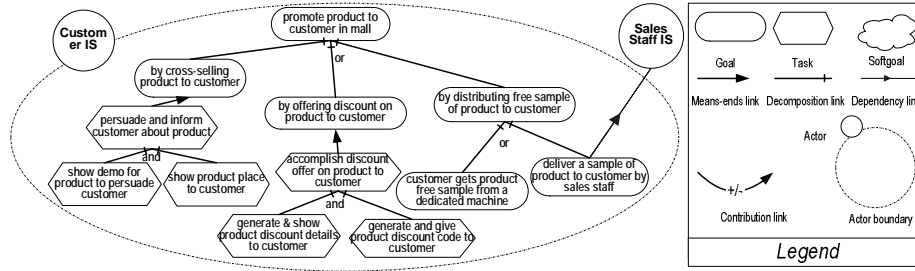 promote product to
customer in mall
Custom
er IS
Sales
Staff IS
or
by cross-selling
product to customer
by offering discount on
product to customer
by distributing free sample
of product to customer
persuade and inform
customer about product
and
show demo for
product to persuade
customer
show product place
to customer
accomplish discount
offer on product to
customer
and
generate & show
product discount details
to customer
generate and give
product discount code to
customer
or
customer gets product
free sample from a
dedicated machine
deliver a sample of
product to customer by
sales staff
Goal
Task
Softgoal
Means-ends link
Decomposition link
Dependency lin
Actor
+/-
Contribution link
Actor boundary
Legend